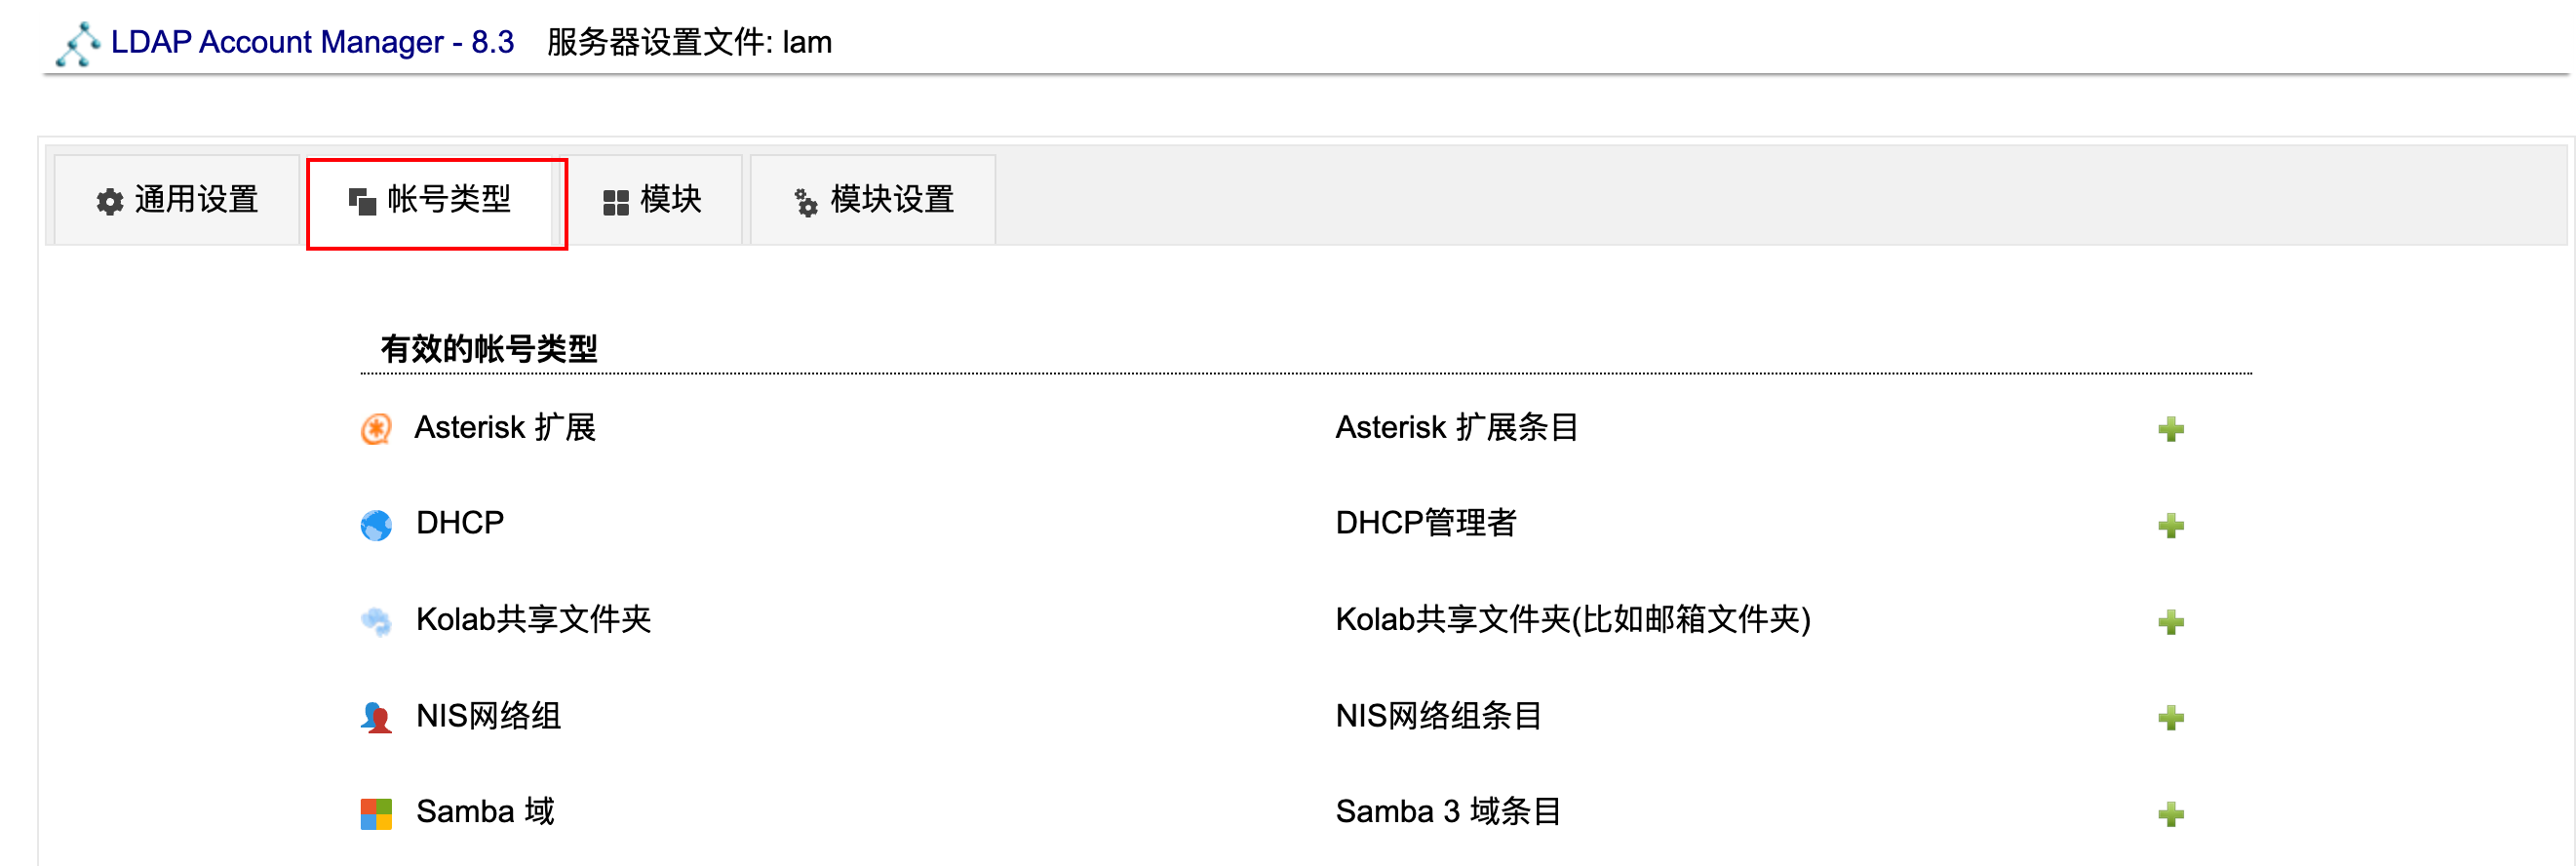 LDAP Account Manager - 8.3 服务器设置文件: lam
通用设置 帐号类型 模块 模块设置
有效的帐号类型
Asterisk 扩展 Asterisk 扩展条目
DHCP DHCP管理者
Kolab共享文件夹 Kolab共享文件夹(比如邮箱文件夹)
NIS网络组 NIS网络组条目
Samba 域 Samba 3 域条目